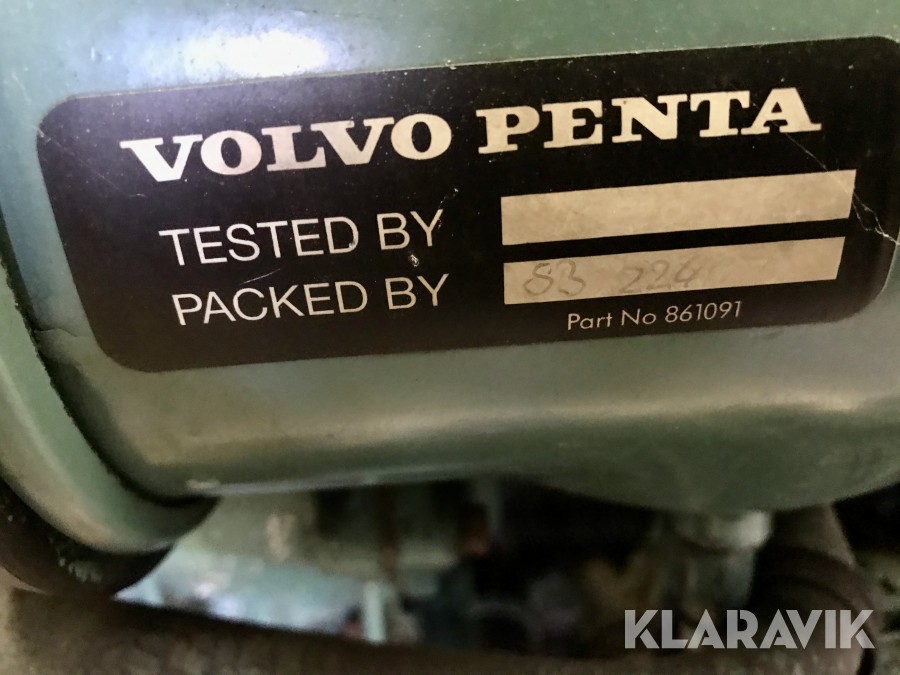 VOLVO PENTA
TESTED BY
PACKED BY 83 224
Part No 861091
KLARAVIK